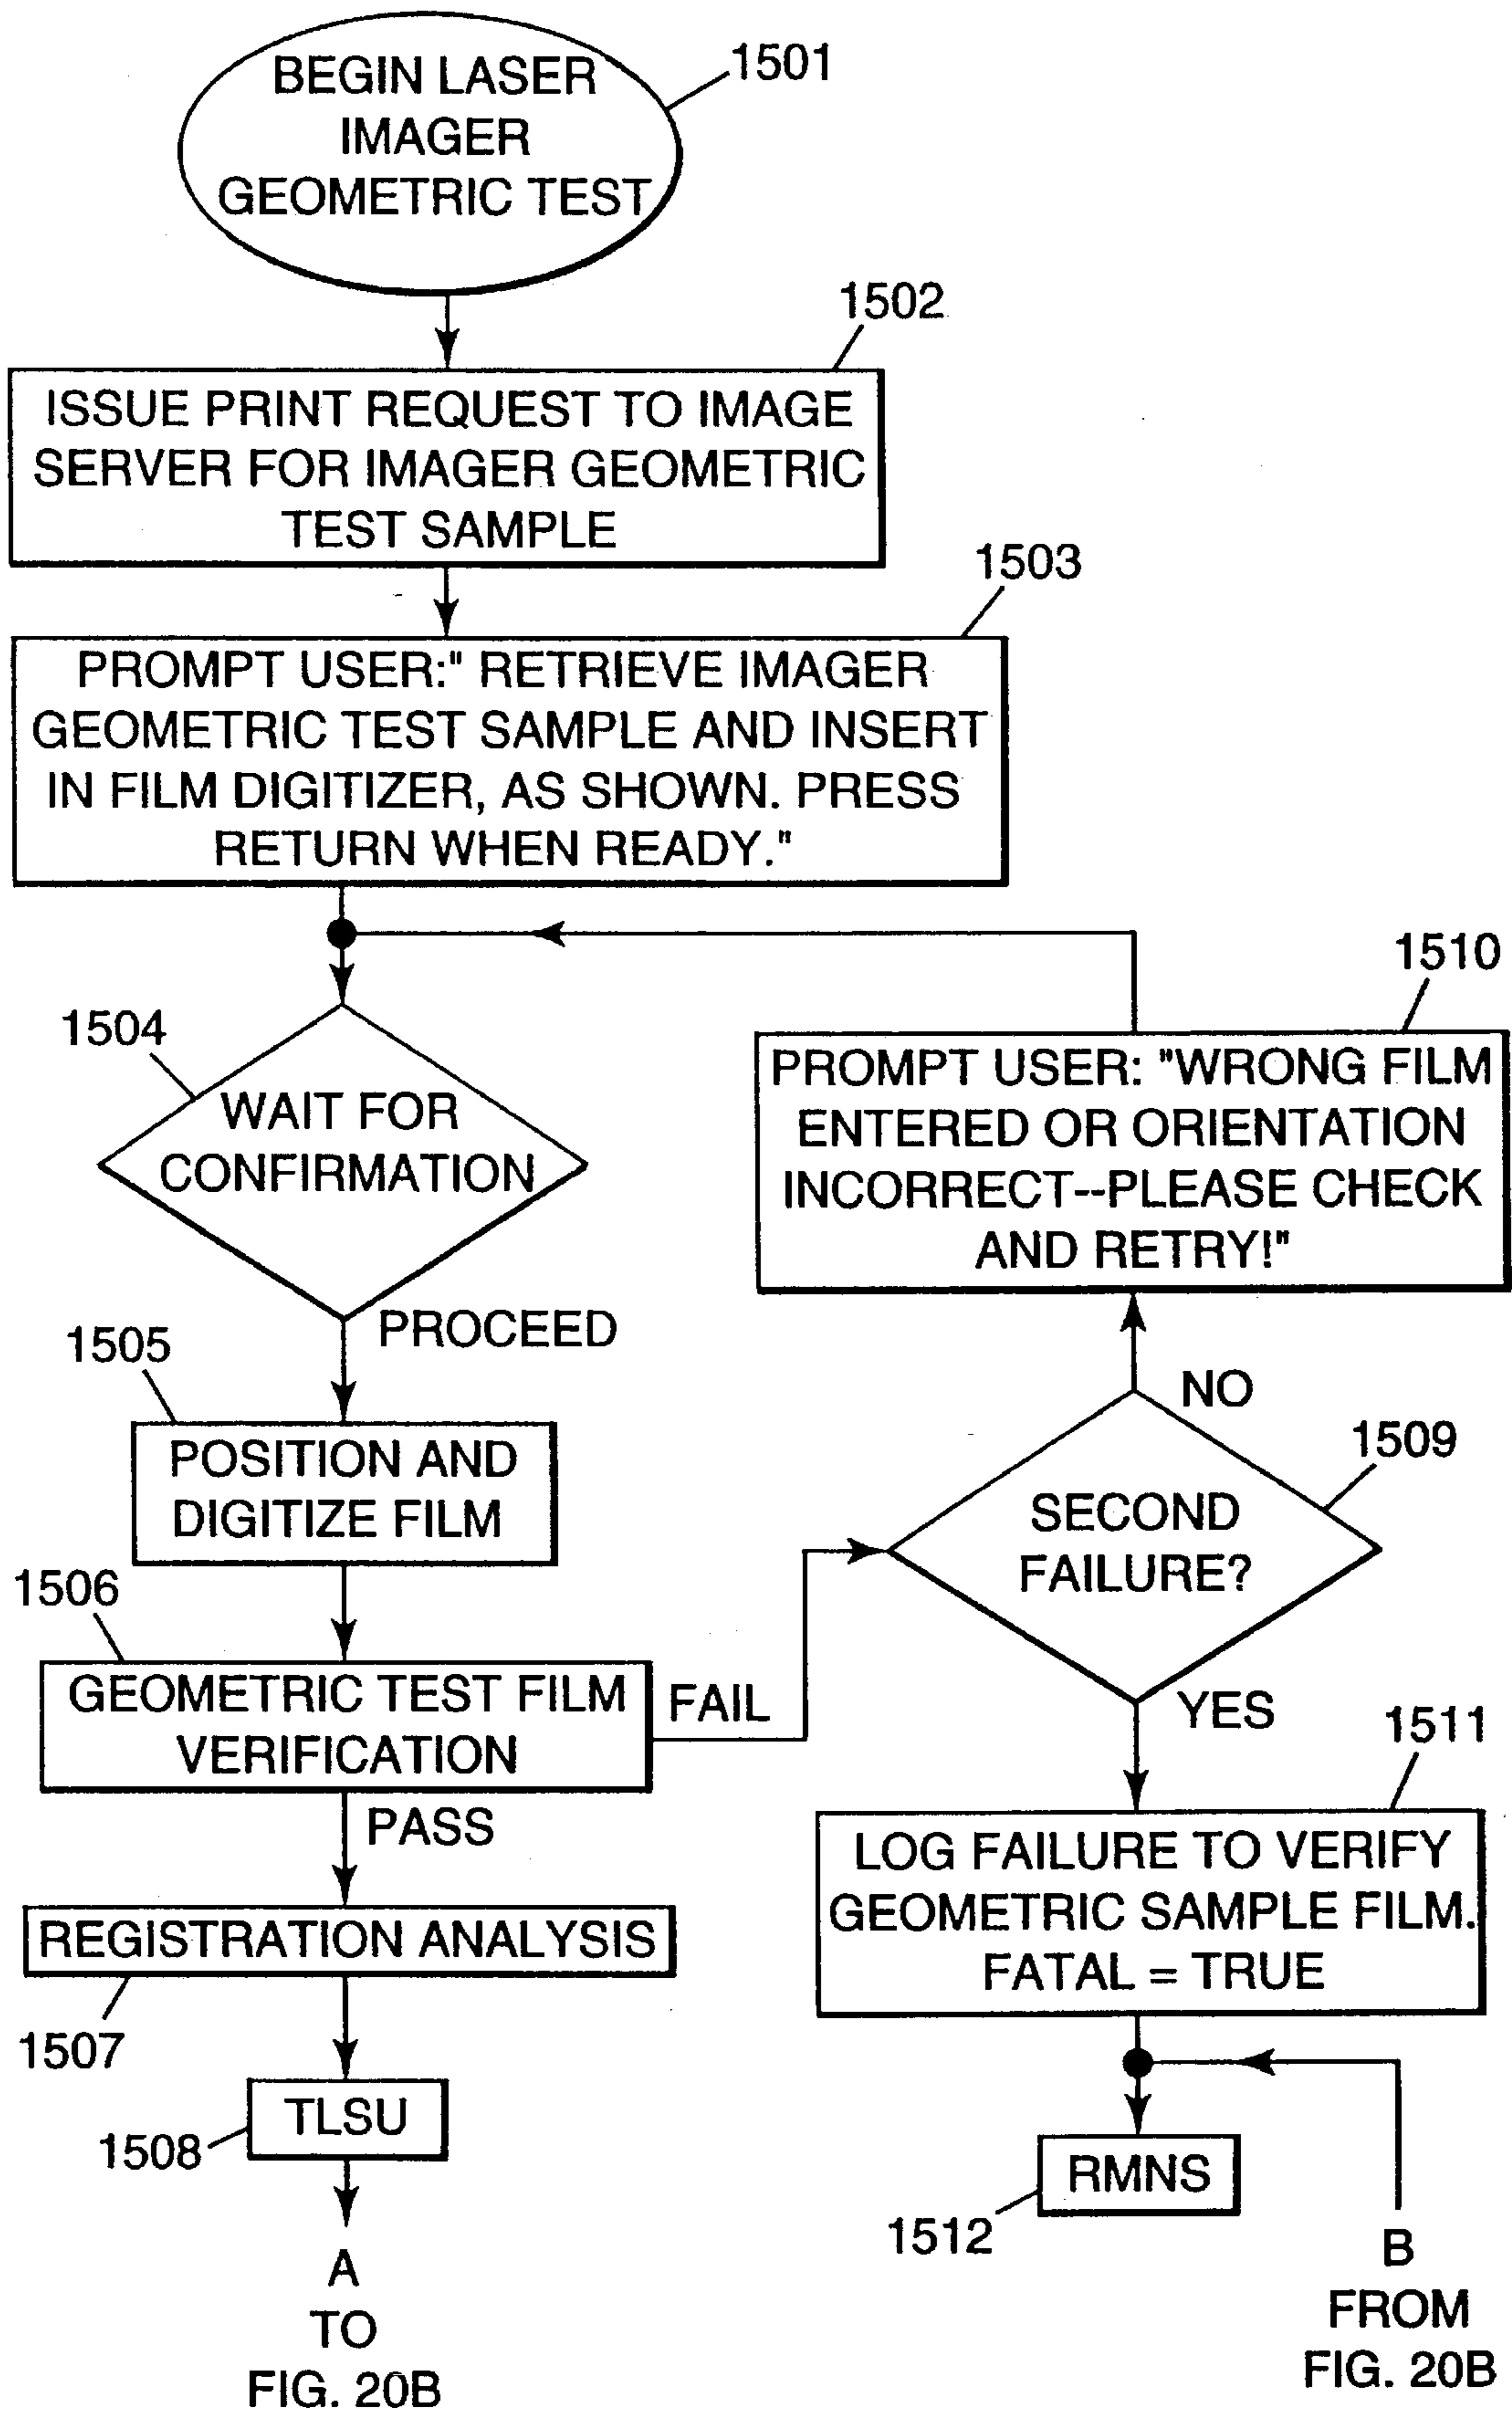 BEGIN LASER
IMAGER
GEOMETRIC TEST
1501
1502
ISSUE PRINT REQUEST TO IMAGE
SERVER FOR IMAGER GEOMETRIC
TEST SAMPLE
1503
PROMPT USER:" RETRIEVE IMAGER
GEOMETRIC TEST SAMPLE AND INSERT
IN FILM DIGITIZER, AS SHOWN. PRESS
RETURN WHEN READY."
1504
WAIT FOR
CONFIRMATION
PROCEED
1505
POSITION AND
DIGITIZE FILM
1506
GEOMETRIC TEST FILM
VERIFICATION
FAIL
PASS
REGISTRATION ANALYSIS
1507
TLSU
1508
A
TO
FIG. 20B
1510
PROMPT USER: "WRONG FILM
ENTERED OR ORIENTATION
INCORRECT--PLEASE CHECK
AND RETRY!"
NO
1509
SECOND
FAILURE?
YES
1511
LOG FAILURE TO VERIFY
GEOMETRIC SAMPLE FILM.
FATAL = TRUE
RMNS
1512
B
FROM
FIG. 20B